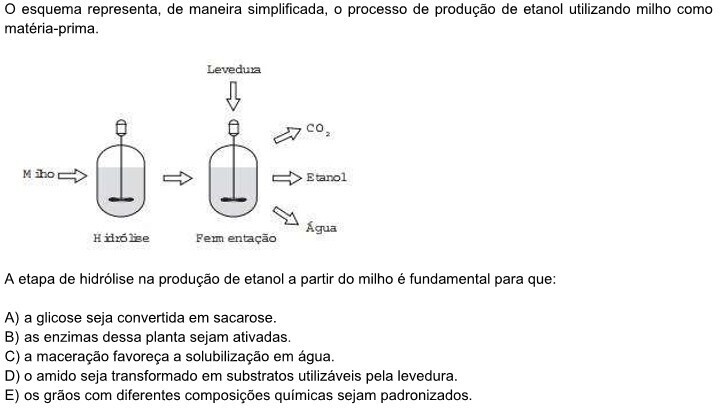 O esquema representa, de maneira simplificada, o processo de produção de etanol utilizando milho como
matéria-prima.
Levedura
CO₂
Milho
Etanol
Água
Hidrólise
Fermentação
A etapa de hidrólise na produção de etanol a partir do milho é fundamental para que:
A) a glicose seja convertida em sacarose.
B) as enzimas dessa planta sejam ativadas.
C) a maceração favoreça a solubilização em água.
D) o amido seja transformado em substratos utilizáveis pela levedura.
E) os grãos com diferentes composições químicas sejam padronizados.